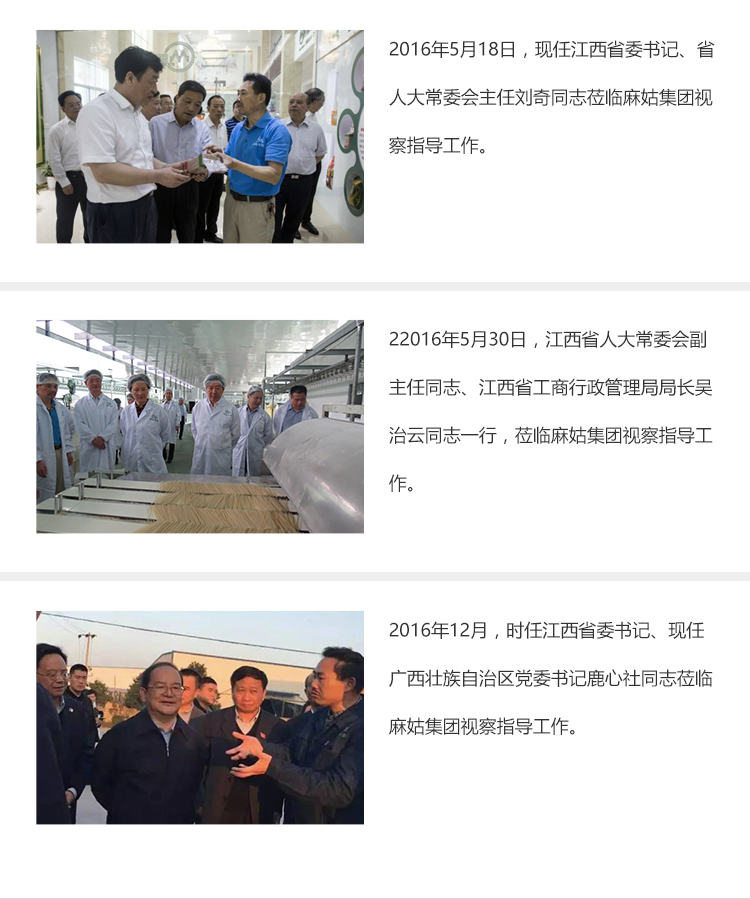 2016年5月18日，现任江西省委书记、省
人大常委会主任刘奇同志莅临麻姑集团视
察指导工作。
22016年5月30日，江西省人大常委会副
主任同志、江西省工商行政管理局局长吴
治云同志一行，莅临麻姑集团视察指导工
作。
2016年12月，时任江西省委书记、现任
广西壮族自治区党委书记鹿心社同志莅临
麻姑集团视察指导工作。